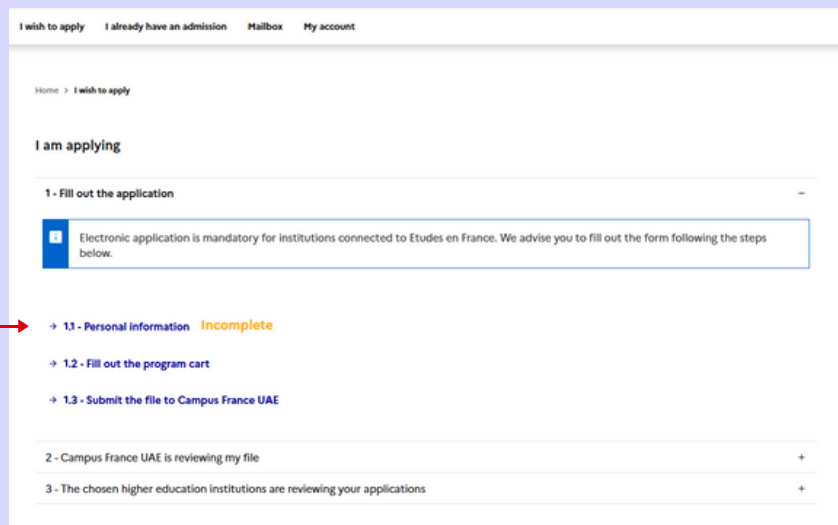 I wish to apply I already have an admission Mailbox My account
Home > I wish to apply
I am applying
1 - Fill out the application
Electronic application is mandatory for institutions connected to Etudes en France. We advise you to fill out the form following the steps
below.
→ 1.1 - Personal information Incomplete
→ 1.2 - Fill out the program cart
→ 1.3 - Submit the file to Campus France UAE
2 - Campus France UAE is reviewing my file +
3 - The chosen higher education institutions are reviewing your applications +